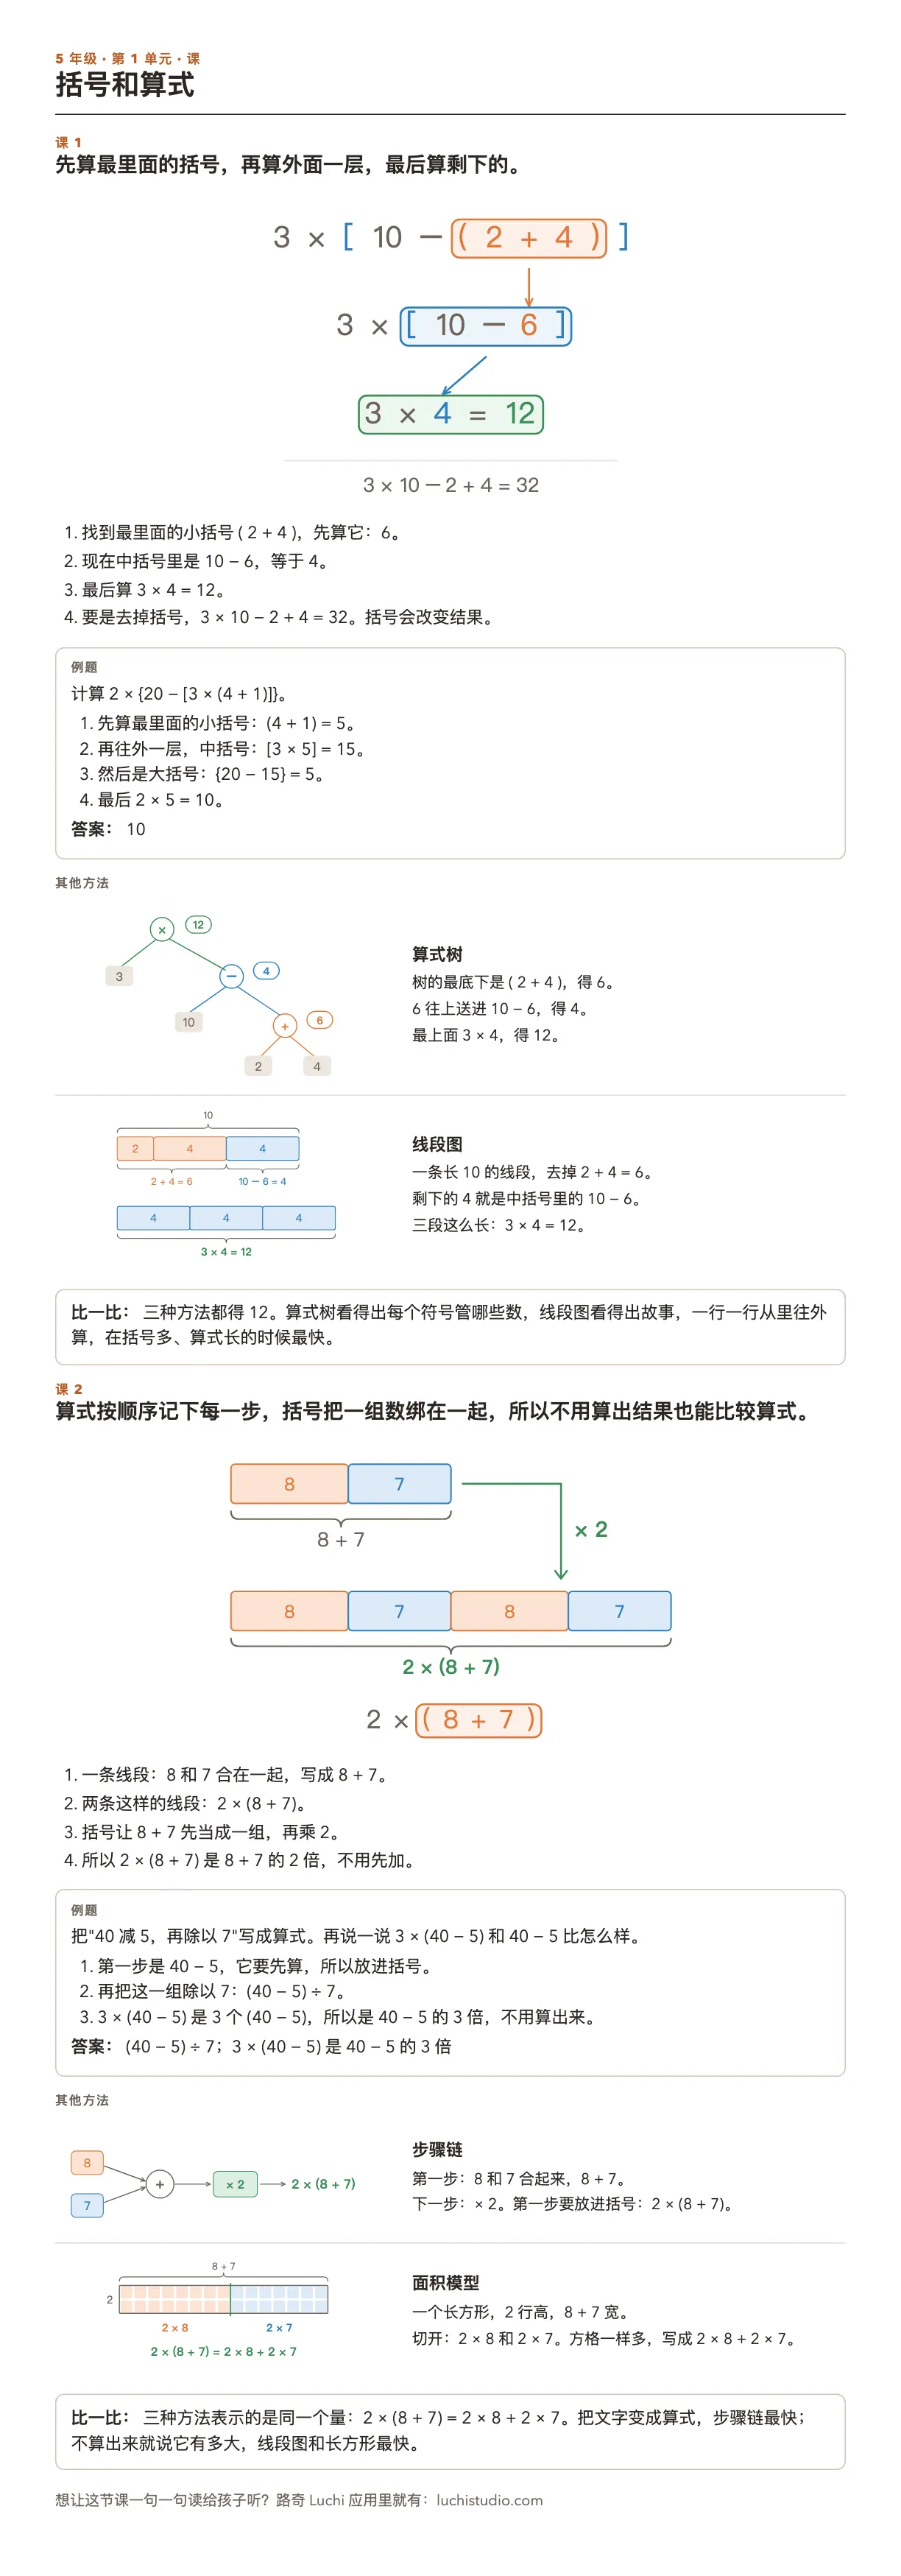 5 年级 · 第 1 单元 · 课
括号和算式
课 1
先算最里面的括号，再算外面一层，最后算剩下的。
3 × [ 10 − ( 2 + 4 ) ]
3 × [ 10 − 6 ]
3 × 4 = 12
3 × 10 − 2 + 4 = 32
1. 找到最里面的小括号 ( 2 + 4 )，先算它：6。
2. 现在中括号里是 10 − 6，等于 4。
3. 最后算 3 × 4 = 12。
4. 要是去掉括号，3 × 10 − 2 + 4 = 32。括号会改变结果。
例题
计算 2 × {20 − [3 × (4 + 1)]}。
1. 先算最里面的小括号：(4 + 1) = 5。
2. 再往外一层，中括号：[3 × 5] = 15。
3. 然后是大括号：{20 − 15} = 5。
4. 最后 2 × 5 = 10。
答案： 10
其他方法
× 12
3
− 4
10
+ 6
2 4
算式树
树的最底下是 ( 2 + 4 )，得 6。
6 往上送进 10 − 6，得 4。
最上面 3 × 4，得 12。
10
2 4 4
2 + 4 = 6 10 − 6 = 4
4 4 4
3 × 4 = 12
线段图
一条长 10 的线段，去掉 2 + 4 = 6。
剩下的 4 就是中括号里的 10 − 6。
三段这么长：3 × 4 = 12。
比一比： 三种方法都得 12。算式树看得出每个符号管哪些数，线段图看得出故事，一行一行从里往外
算，在括号多、算式长的时候最快。
课 2
算式按顺序记下每一步，括号把一组数绑在一起，所以不用算出结果也能比较算式。
8 7
8 + 7
× 2
8 7 8 7
2 × (8 + 7)
2 × ( 8 + 7 )
1. 一条线段：8 和 7 合在一起，写成 8 + 7。
2. 两条这样的线段：2 × (8 + 7)。
3. 括号让 8 + 7 先当成一组，再乘 2。
4. 所以 2 × (8 + 7) 是 8 + 7 的 2 倍，不用先加。
例题
把"40 减 5，再除以 7"写成算式。再说一说 3 × (40 − 5) 和 40 − 5 比怎么样。
1. 第一步是 40 − 5，它要先算，所以放进括号。
2. 再把这一组除以 7：(40 − 5) ÷ 7。
3. 3 × (40 − 5) 是 3 个 (40 − 5)，所以是 40 − 5 的 3 倍，不用算出来。
答案： (40 − 5) ÷ 7；3 × (40 − 5) 是 40 − 5 的 3 倍
其他方法
8
7
+ × 2 2 × (8 + 7)
步骤链
第一步：8 和 7 合起来，8 + 7。
下一步：× 2。第一步要放进括号：2 × (8 + 7)。
8 + 7
2
2 × 8 2 × 7
2 × (8 + 7) = 2 × 8 + 2 × 7
面积模型
一个长方形，2 行高，8 + 7 宽。
切开：2 × 8 和 2 × 7。方格一样多，写成 2 × 8 + 2 × 7。
比一比： 三种方法表示的是同一个量：2 × (8 + 7) = 2 × 8 + 2 × 7。把文字变成算式，步骤链最快；
不算出来就说它有多大，线段图和长方形最快。
想让这节课一句一句读给孩子听？路奇 Luchi 应用里就有：luchistudio.com